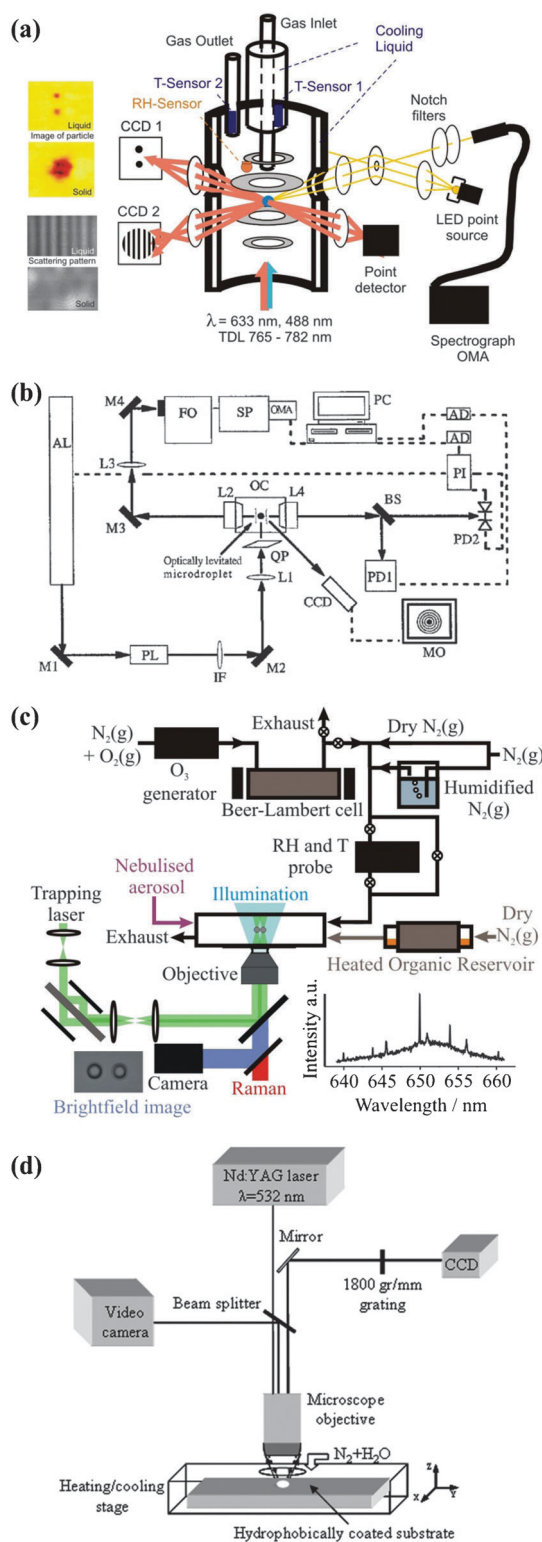 (a)
Gas Inlet
Gas Outlet
Cooling
Liquid
T-Sensor 2
T-Sensor 1
RH-Sensor
Notch
filters
Liquid
Image of particle
Solid
CCD 1
CCD 2
Liquid
Scattering pattern
Solid
LED point
source
Point
detector
λ = 633 nm, 488 nm
TDL 765 - 782 nm
Spectrograph
OMA
(b)
M4
FO
SP
OMA
PC
AD
AD
AL
L3
PI
OC
L2
L4
BS
M3
PD2
Optically levitated
microdroplet
QP
L1
CCD
PD1
M1
PL
IF
M2
MO
(c)
Exhaust
Dry N₂(g)
N₂(g)
+ O₂(g)
N₂(g)
O₃
generator
Beer-Lambert cell
Humidified
N₂(g)
RH and T
probe
Nebulised
aerosol
Illumination
Trapping
laser
Exhaust
Dry
N₂(g)
Objective
Heated Organic Reservoir
Camera
Raman
Brightfield image
Intensity a.u.
640 645 650 655 660
Wavelength / nm
(d)
Nd:YAG laser
λ=532 nm
Mirror
CCD
1800 gr/mm
grating
Beam splitter
Video
camera
Microscope
objective
N₂+H₂O
Heating/cooling
stage
Z
X
Y
Hydrophobically coated substrate